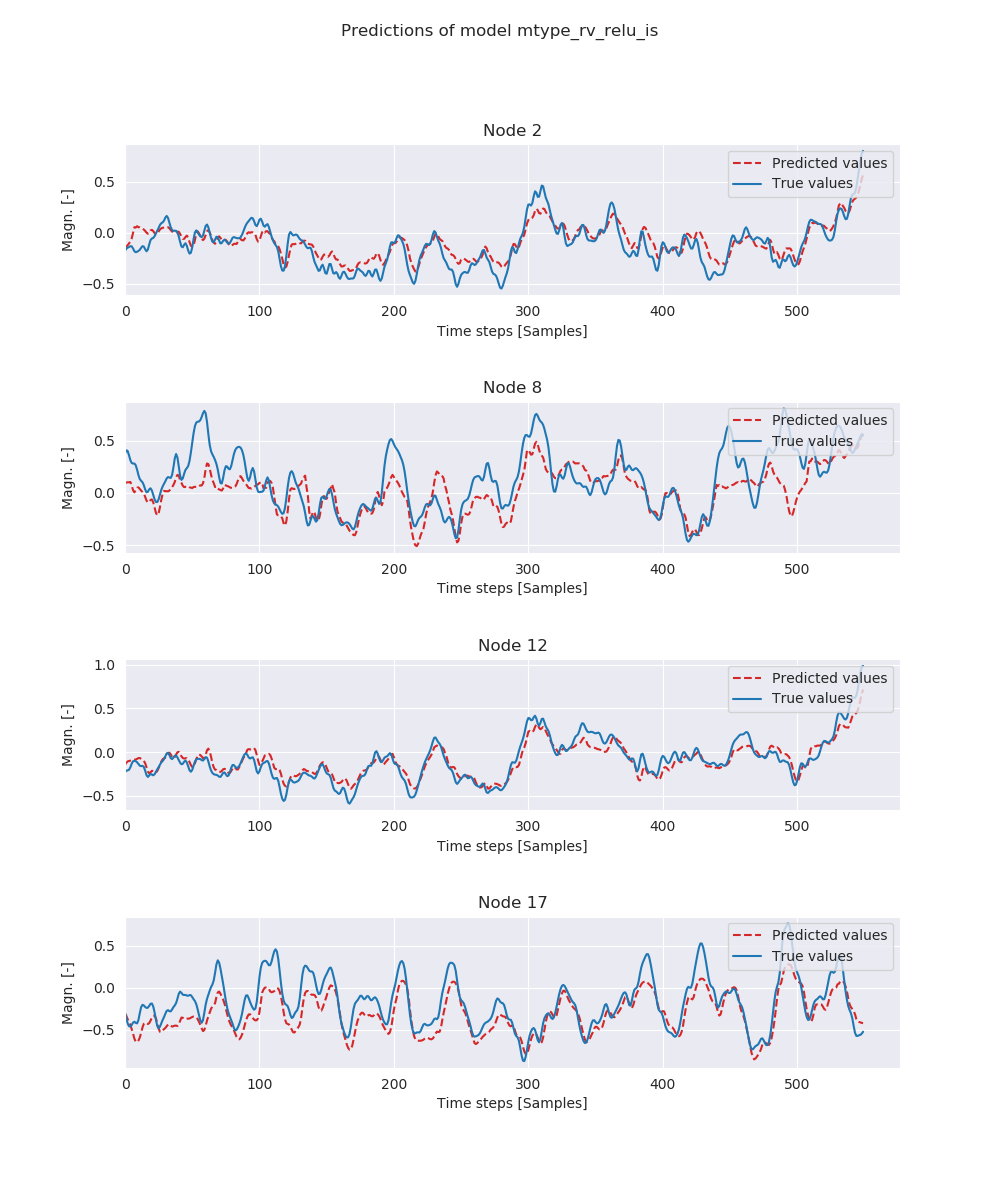 Predictions of model mtype_rv_relu_is
Node 2
Magn. [-]
0.5
0.0
−0.5
Predicted values
True values
0 100 200 300 400 500
Time steps [Samples]
Node 8
Magn. [-]
0.5
0.0
−0.5
Predicted values
True values
0 100 200 300 400 500
Time steps [Samples]
Node 12
Magn. [-]
1.0
0.5
0.0
−0.5
Predicted values
True values
0 100 200 300 400 500
Time steps [Samples]
Node 17
Magn. [-]
0.5
0.0
−0.5
Predicted values
True values
0 100 200 300 400 500
Time steps [Samples]